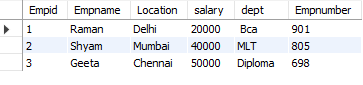 Empid Empname Location salary dept Empnumber
1 Raman Delhi 20000 Bca 901
2 Shyam Mumbai 40000 MLT 805
3 Geeta Chennai 50000 Diploma 698